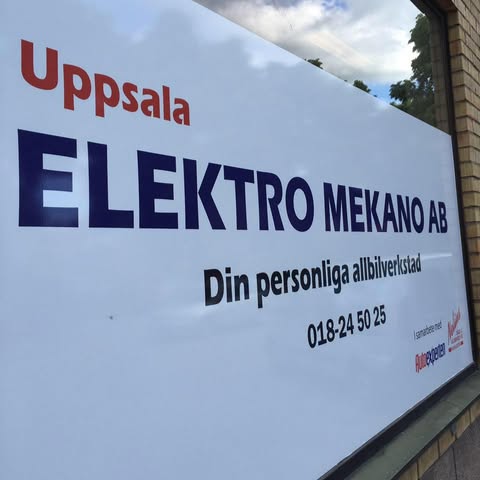 Uppsala
ELEKTRO MEKANO AB
Din personliga allbilverkstad
018-24 50 25
I samarbete med
Autoexperten